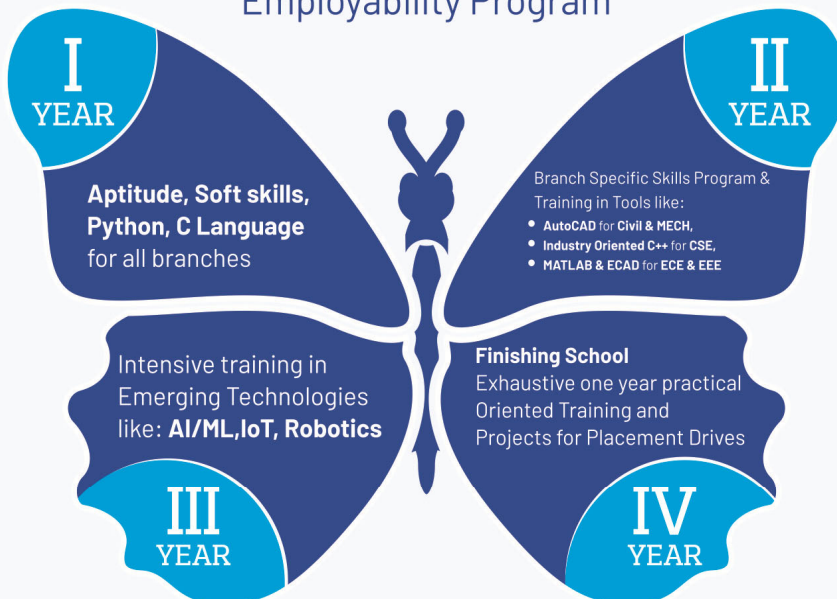 Employability Program
I
YEAR
Aptitude, Soft skills,
Python, C Language
for all branches
II
YEAR
Branch Specific Skills Program &
Training in Tools like:
• AutoCAD for Civil & MECH,
• Industry Oriented C++ for CSE,
• MATLAB & ECAD for ECE & EEE
Intensive training in
Emerging Technologies
like: AI/ML,IoT, Robotics
III
YEAR
Finishing School
Exhaustive one year practical
Oriented Training and
Projects for Placement Drives
IV
YEAR